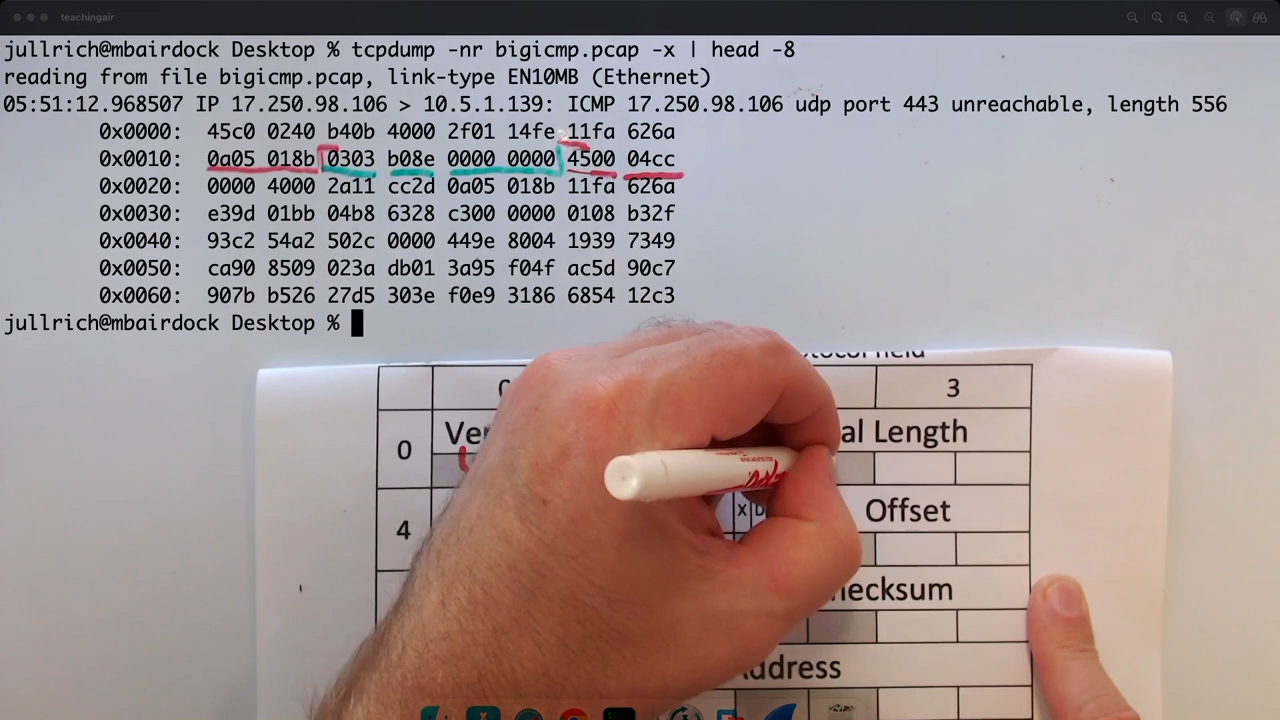 teachingair
jullrich@mbairdock Desktop % tcpdump -nr bigicmp.pcap -x | head -8
reading from file bigicmp.pcap, link-type EN10MB (Ethernet)
05:51:12.968507 IP 17.250.98.106 > 10.5.1.139: ICMP 17.250.98.106 udp port 443 unreachable, length 556
0x0000: 45c0 0240 b40b 4000 2f01 14fe 11fa 626a
0x0010: 0a05 018b 0303 b08e 0000 0000 4500 04cc
0x0020: 0000 4000 2a11 cc2d 0a05 018b 11fa 626a
0x0030: e39d 01bb 04b8 6328 c300 0000 0108 b32f
0x0040: 93c2 54a2 502c 0000 449e 8004 1939 7349
0x0050: ca90 8509 023a db01 3a95 f04f ac5d 90c7
0x0060: 907b b526 27d5 303e f0e9 3186 6854 12c3
jullrich@mbairdock Desktop %
3
0 Length
4 X Offset